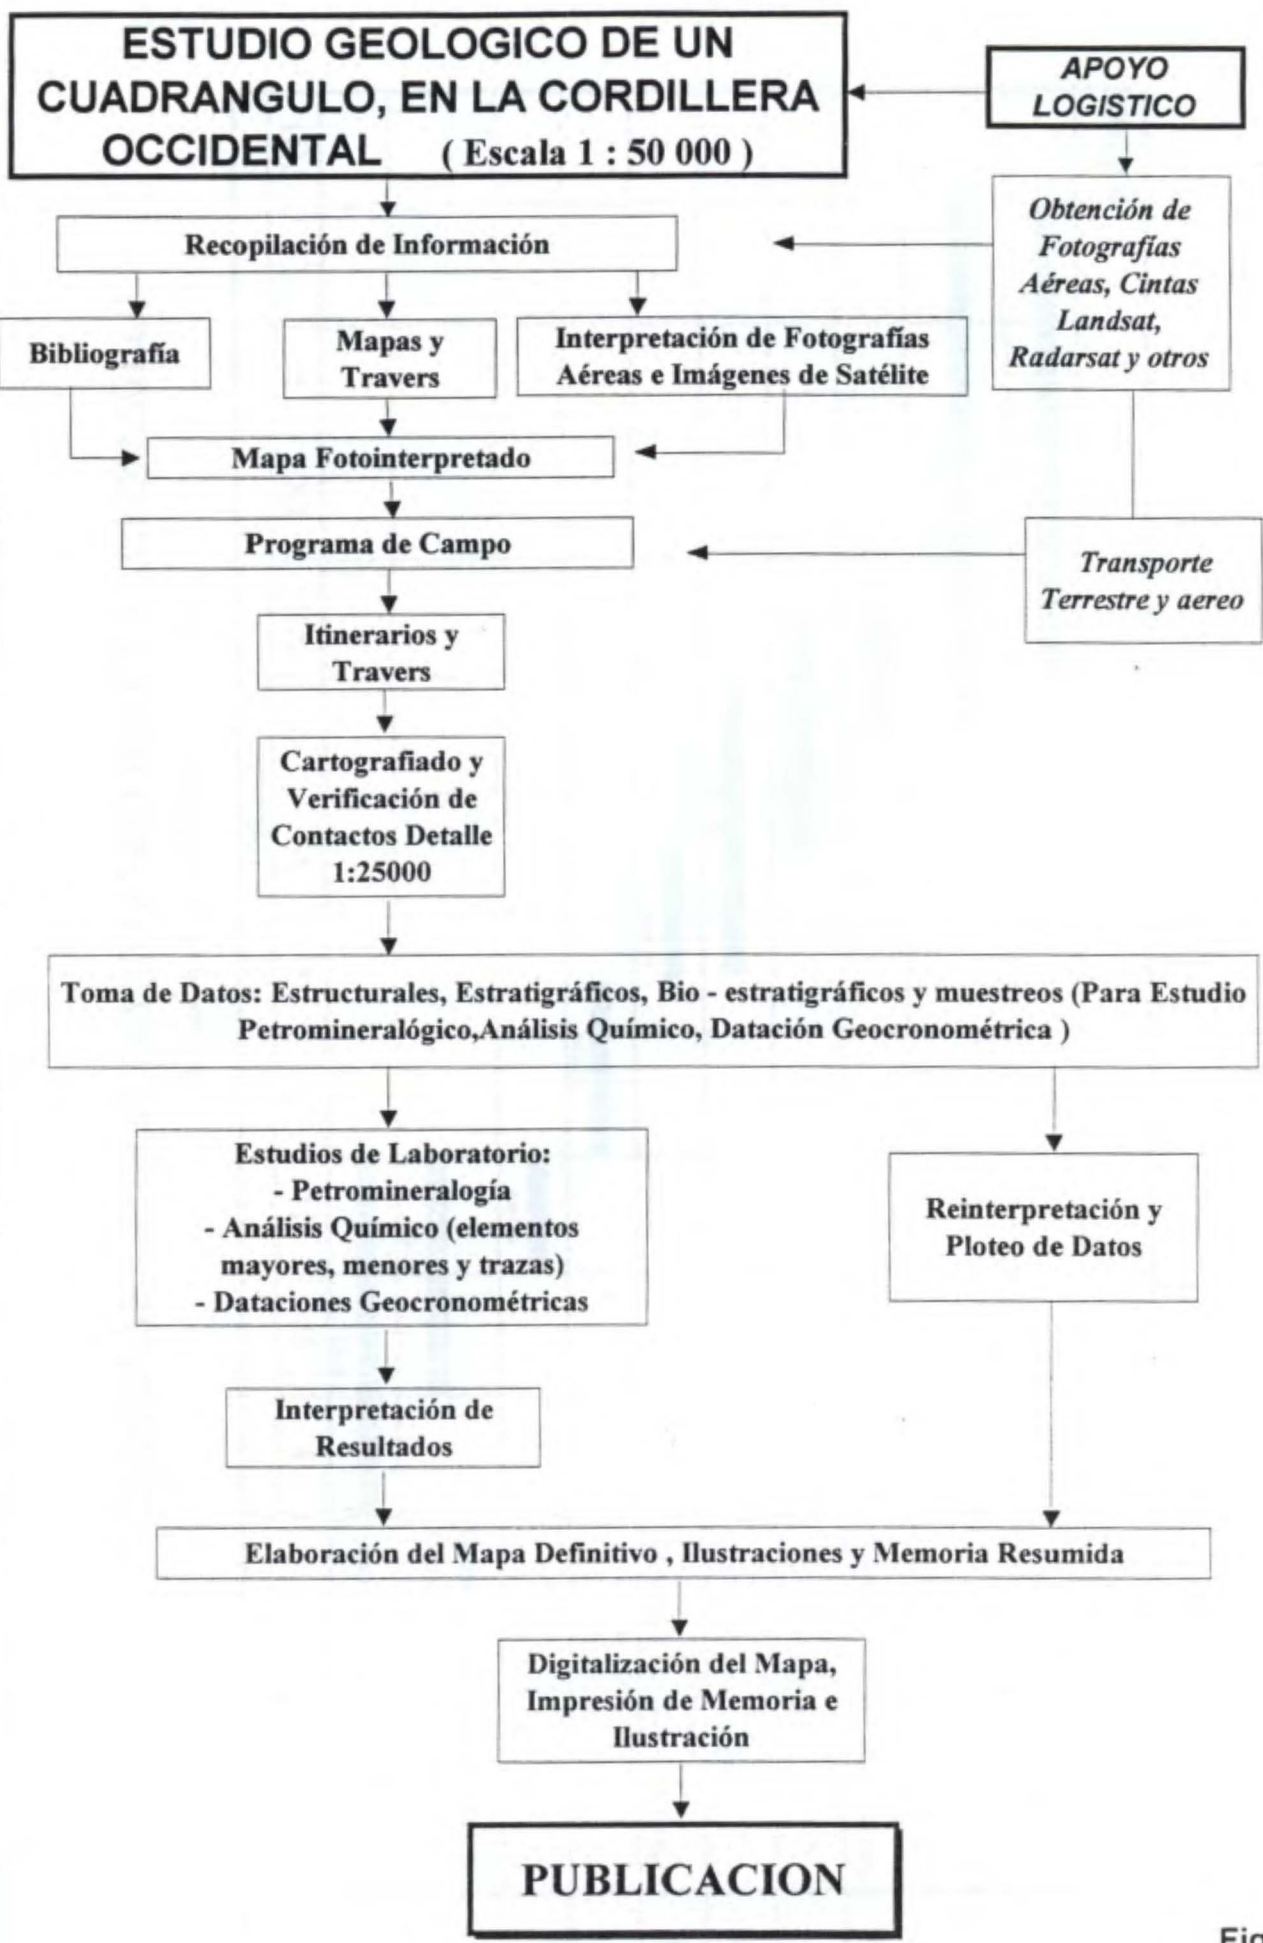 ESTUDIO GEOLOGICO DE UN
CUADRANGULO, EN LA CORDILLERA
OCCIDENTAL ( Escala 1 : 50 000 )
APOYO
LOGISTICO
Recopilación de Información
Obtención de
Fotografías
Aéreas, Cintas
Landsat,
Radarsat y otros
Bibliografía
Mapas y
Travers
Interpretación de Fotografías
Aéreas e Imágenes de Satélite
Mapa Fotointerpretado
Programa de Campo
Transporte
Terrestre y aereo
Itinerarios y
Travers
Cartografiado y
Verificación de
Contactos Detalle
1:25000
Toma de Datos: Estructurales, Estratigráficos, Bio - estratigráficos y muestreos (Para Estudio
Petromineralógico,Análisis Químico, Datación Geocronométrica )
Estudios de Laboratorio:
- Petromineralogía
- Análisis Químico (elementos
mayores, menores y trazas)
- Dataciones Geocronométricas
Reinterpretación y
Ploteo de Datos
Interpretación de
Resultados
Elaboración del Mapa Definitivo , Ilustraciones y Memoria Resumida
Digitalización del Mapa,
Impresión de Memoria e
Ilustración
PUBLICACION